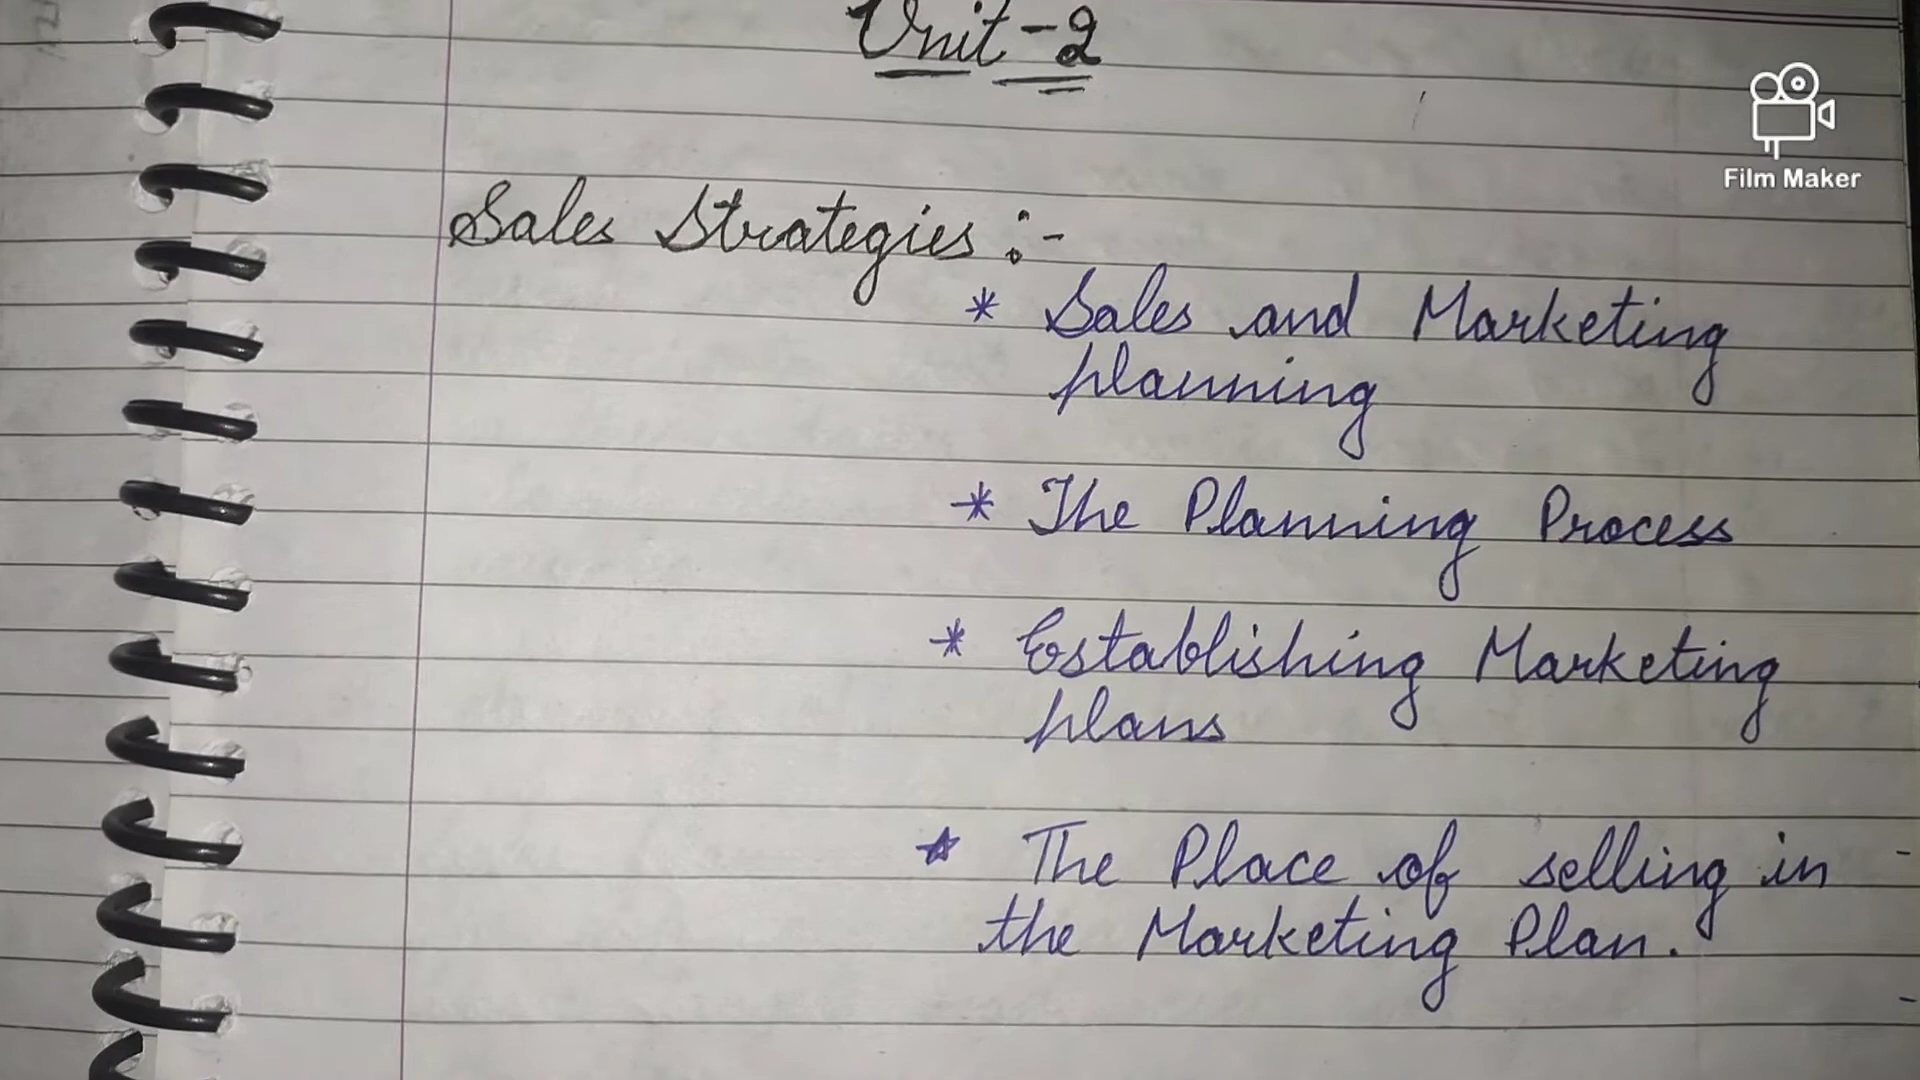 Unit-2
Film Maker
Sales Strategies :-
* Sales and Marketing
planning
* The Planning Process
* Establishing Marketing
plans
* The Place of selling in
the Marketing Plan.